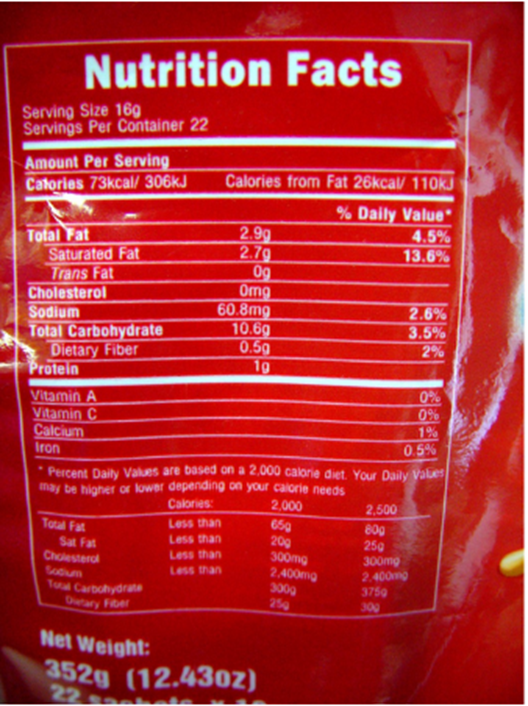 Nutrition Facts
Serving Size 16g
Servings Per Container 22
Amount Per Serving
Calories 73kcal/ 306kJ Calories from Fat 26kcal/ 110kJ
% Daily Value*
Total Fat 2.9g 4.5%
Saturated Fat 2.7g 13.6%
Trans Fat 0g
Cholesterol 0mg
Sodium 60.8mg 2.6%
Total Carbohydrate 10.6g 3.5%
Dietary Fiber 0.5g 2%
Protein 1g
Vitamin A 0%
Vitamin C 0%
Calcium 1%
Iron 0.5%
* Percent Daily Values are based on a 2,000 calorie diet. Your Daily Values
may be higher or lower depending on your calorie needs
Calories: 2,000 2,500
Total Fat Less than 65g 80g
Sat Fat Less than 20g 25g
Cholesterol Less than 300mg 300mg
Sodium Less than 2,400mg 2,400mg
Total Carbohydrate 300g 375g
Dietary Fiber 25g 30g
Net Weight:
352g (12.43oz)
22 sachets x